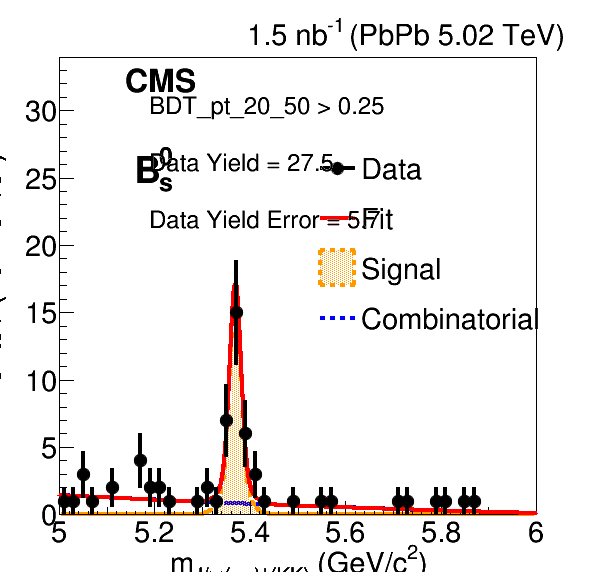 1.5 nb⁻¹ (PbPb 5.02 TeV)
CMS
BDT_pt_20_50 > 0.25
B⁰ₛ
Data Yield = 27.5
Data
Data Yield Error = 5.7
Fit
Signal
Combinatorial
30
25
20
15
10
5
0
5 5.2 5.4 5.6 5.8 6
(GeV/c²)